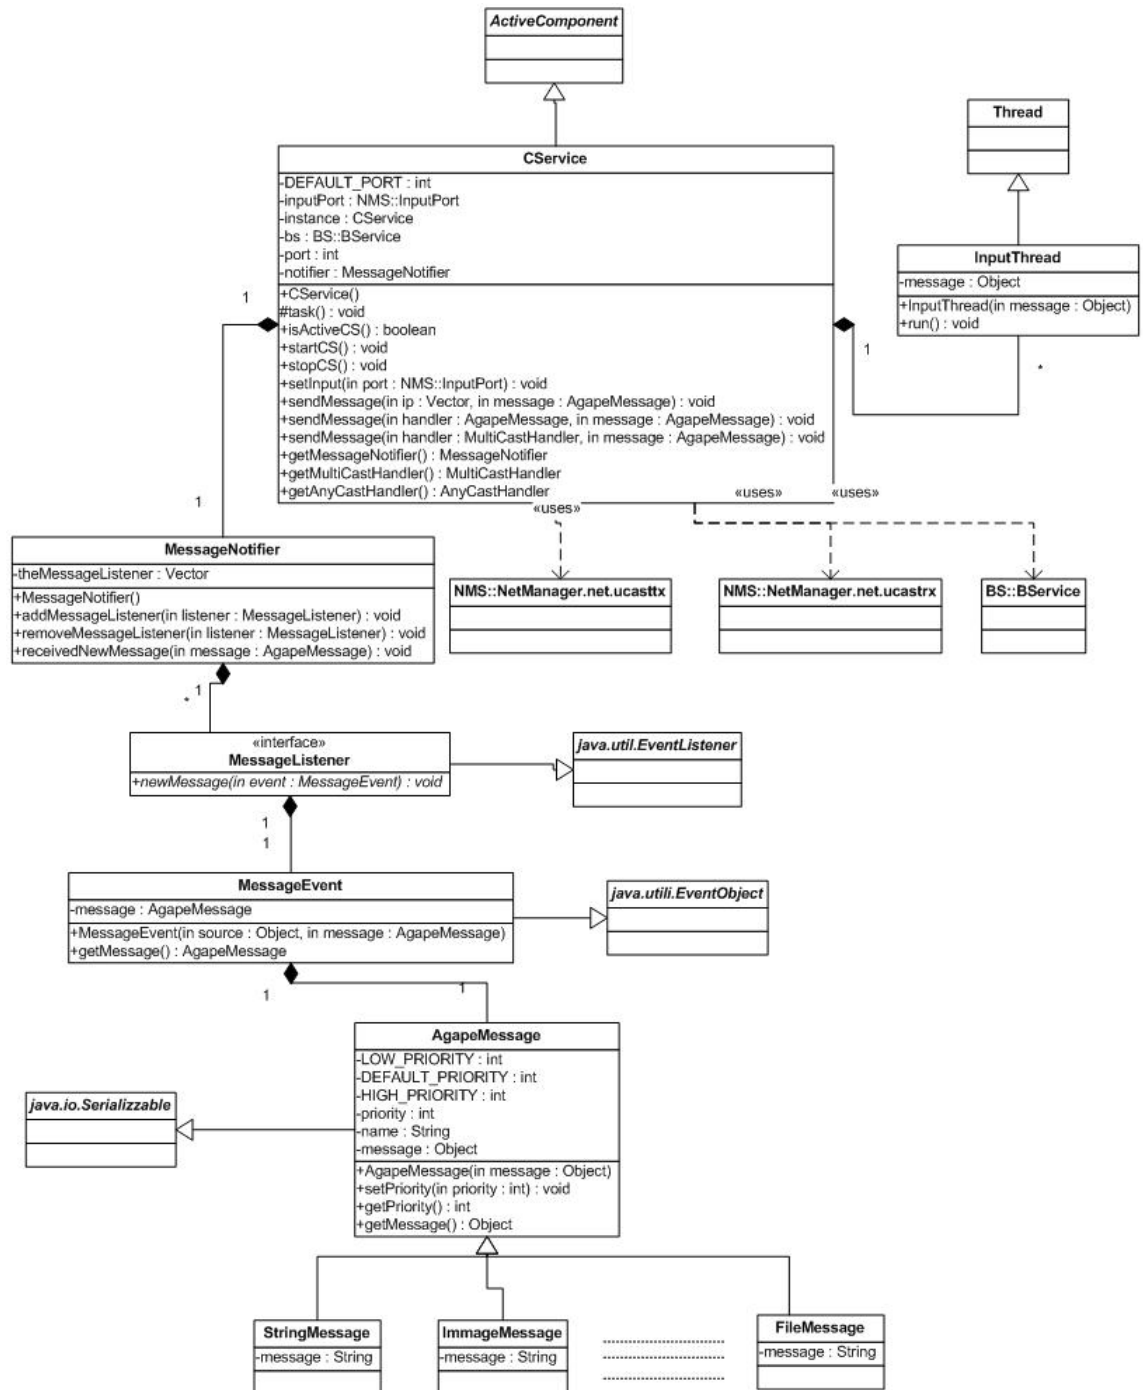 ActiveComponent
Thread
CService
-DEFAULT_PORT : int
-inputPort : NMS::InputPort
-instance : CService
-bs : BS::BService
-port : int
-notifier : MessageNotifier
+CService()
#task() : void
+isActiveCS() : boolean
+startCS() : void
+stopCS() : void
+setInput(in port : NMS::InputPort) : void
+sendMessage(in ip : Vector, in message : AgapeMessage) : void
+sendMessage(in handler : AgapeMessage, in message : AgapeMessage) : void
+sendMessage(in handler : MultiCastHandler, in message : AgapeMessage) : void
+getMessageNotifier() : MessageNotifier
+getMultiCastHandler() : MultiCastHandler
+getAnyCastHandler() : AnyCastHandler
InputThread
-message : Object
+InputThread(in message : Object)
+run() : void
1
1
*
1
«uses»
«uses»
«uses»
MessageNotifier
-theMessageListener : Vector
+MessageNotifier()
+addMessageListener(in listener : MessageListener) : void
+removeMessageListener(in listener : MessageListener) : void
+receivedNewMessage(in message : AgapeMessage) : void
NMS::NetManager.net.ucasttx
NMS::NetManager.net.ucastrx
BS::BService
1
*
«interface»
MessageListener
+newMessage(in event : MessageEvent) : void
java.util.EventListener
1
1
MessageEvent
-message : AgapeMessage
+MessageEvent(in source : Object, in message : AgapeMessage)
+getMessage() : AgapeMessage
java.utili.EventObject
1
1
AgapeMessage
-LOW_PRIORITY : int
-DEFAULT_PRIORITY : int
-HIGH_PRIORITY : int
-priority : int
-name : String
-message : Object
+AgapeMessage(in message : Object)
+setPriority(in priority : int) : void
+getPriority() : int
+getMessage() : Object
java.io.Serializzable
StringMessage
-message : String
ImmageMessage
-message : String
FileMessage
-message : String